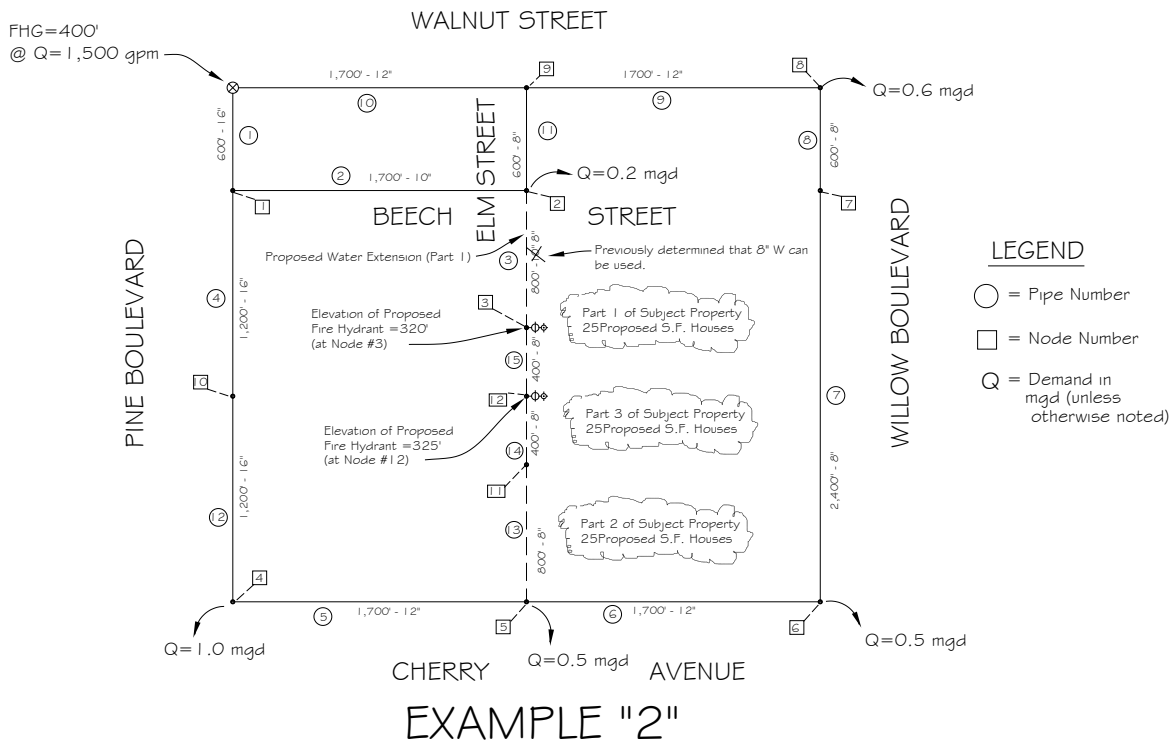 WALNUT STREET
FHG=400'
@ Q=1,500 gpm
1,700' - 12"
9
1700' - 12"
8
10
9
Q=0.6 mgd
600' - 16"
1
ELM STREET
11
600' - 8"
8
600' - 8"
2
1,700' - 10"
Q=0.2 mgd
1
2
7
BEECH
STREET
Proposed Water Extension (Part 1)
3
Previously determined that 8" W can
be used.
PINE BOULEVARD
WILLOW BOULEVARD
4
1,200' - 16"
3
Elevation of Proposed
Fire Hydrant =320'
(at Node #3)
Part 1 of Subject Property
25Proposed S.F. Houses
15
400' - 8"
10
12
Elevation of Proposed
Fire Hydrant =325'
(at Node #12)
Part 3 of Subject Property
25Proposed S.F. Houses
14
400' - 8"
7
2,400' - 8"
11
12
1,200' - 16"
13
800' - 8"
Part 2 of Subject Property
25Proposed S.F. Houses
4
5
1,700' - 12"
5
6
1,700' - 12"
6
Q=1.0 mgd
Q=0.5 mgd
Q=0.5 mgd
CHERRY
AVENUE
LEGEND
= Pipe Number
= Node Number
Q = Demand in
mgd (unless
otherwise noted)
EXAMPLE "2"